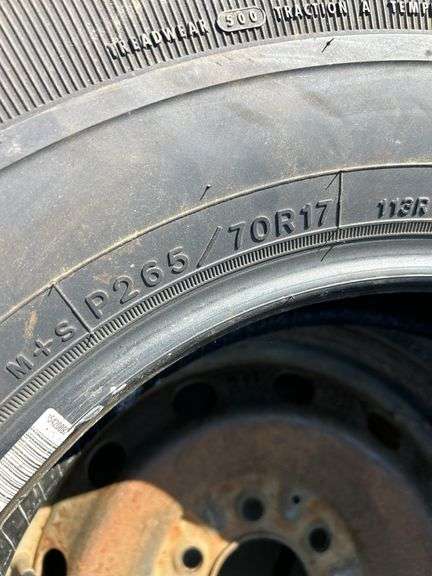 TREADWEAR 500 TRACTION A TEMP
M+S P265/70R17 113R